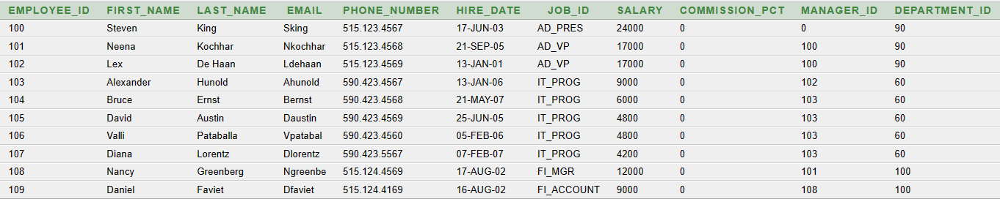 EMPLOYEE_ID FIRST_NAME LAST_NAME EMAIL PHONE_NUMBER HIRE_DATE JOB_ID SALARY COMMISSION_PCT MANAGER_ID DEPARTMENT_ID
100 Steven King Sking 515.123.4567 17-JUN-03 AD_PRES 24000 0 0 90
101 Neena Kochhar Nkochhar 515.123.4568 21-SEP-05 AD_VP 17000 0 100 90
102 Lex De Haan Ldehaan 515.123.4569 13-JAN-01 AD_VP 17000 0 100 90
103 Alexander Hunold Ahunold 590.423.4567 13-JAN-06 IT_PROG 9000 0 102 60
104 Bruce Ernst Bernst 590.423.4568 21-MAY-07 IT_PROG 6000 0 103 60
105 David Austin Daustin 590.423.4569 25-JUN-05 IT_PROG 4800 0 103 60
106 Valli Pataballa Vpatabal 590.423.4560 05-FEB-06 IT_PROG 4800 0 103 60
107 Diana Lorentz Dlorentz 590.423.5567 07-FEB-07 IT_PROG 4200 0 103 60
108 Nancy Greenberg Ngreenbe 515.124.4569 17-AUG-02 FI_MGR 12000 0 101 100
109 Daniel Faviet Dfaviet 515.124.4169 16-AUG-02 FI_ACCOUNT 9000 0 108 100